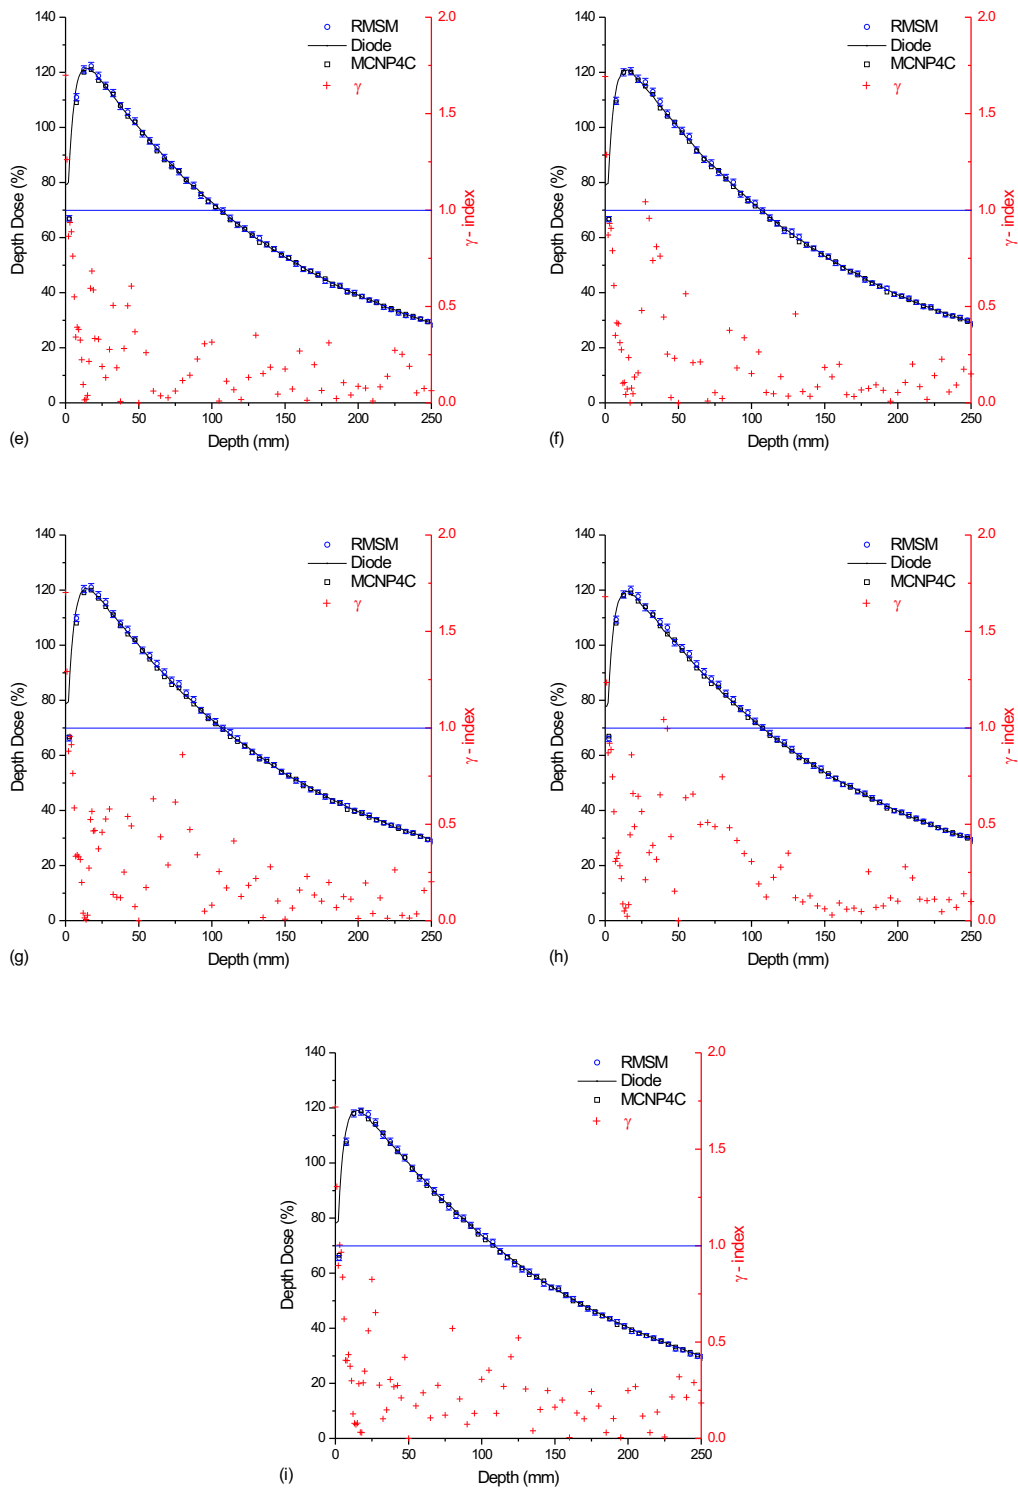 140
120
100
80
60
40
20
0
Depth Dose (%)
RMSM
Diode
MCNP4C
γ
2.0
1.5
1.0
0.5
0.0
γ - index
0 50 100 150 200 250
Depth (mm)
(e)
140
120
100
80
60
40
20
0
Depth Dose (%)
RMSM
Diode
MCNP4C
γ
2.0
1.5
1.0
0.5
0.0
γ - index
0 50 100 150 200 250
Depth (mm)
(f)
140
120
100
80
60
40
20
0
Depth Dose (%)
RMSM
Diode
MCNP4C
γ
2.0
1.5
1.0
0.5
0.0
γ - index
0 50 100 150 200 250
Depth (mm)
(g)
140
120
100
80
60
40
20
0
Depth Dose (%)
RMSM
Diode
MCNP4C
γ
2.0
1.5
1.0
0.5
0.0
γ - index
0 50 100 150 200 250
Depth (mm)
(h)
140
120
100
80
60
40
20
0
Depth Dose (%)
RMSM
Diode
MCNP4C
γ
2.0
1.5
1.0
0.5
0.0
γ - index
0 50 100 150 200 250
Depth (mm)
(i)